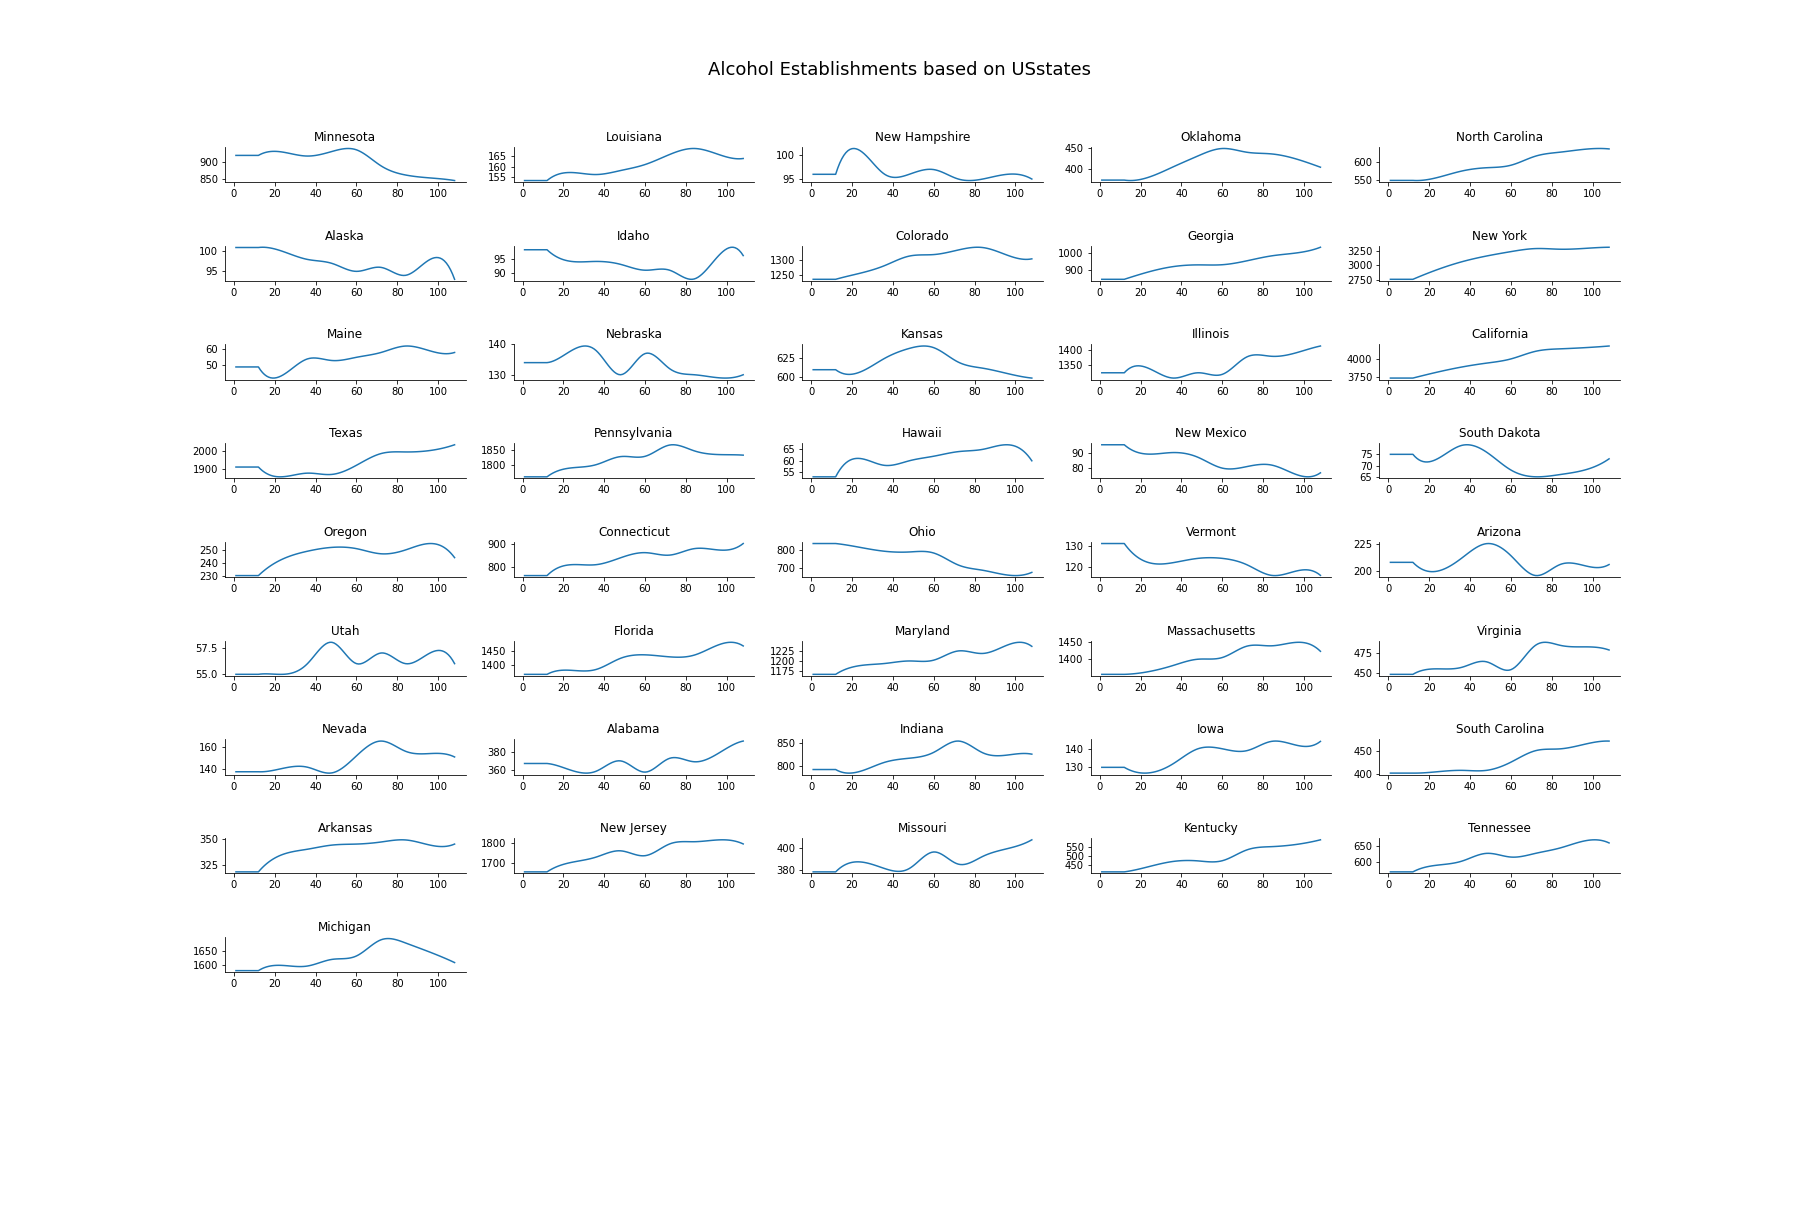 Alcohol Establishments based on USstates
Minnesota Louisiana New Hampshire Oklahoma North Carolina
900 850 165 160 155 100 95 450 400 600 550
0 20 40 60 80 100 0 20 40 60 80 100 0 20 40 60 80 100 0 20 40 60 80 100 0 20 40 60 80 100
Alaska Idaho Colorado Georgia New York
100 95 95 90 1300 1250 1000 900 3250 3000 2750
0 20 40 60 80 100 0 20 40 60 80 100 0 20 40 60 80 100 0 20 40 60 80 100 0 20 40 60 80 100
Maine Nebraska Kansas Illinois California
60 50 140 130 625 600 1400 1350 4000 3750
0 20 40 60 80 100 0 20 40 60 80 100 0 20 40 60 80 100 0 20 40 60 80 100 0 20 40 60 80 100
Texas Pennsylvania Hawaii New Mexico South Dakota
2000 1900 1850 1800 65 60 55 90 80 75 70 65
0 20 40 60 80 100 0 20 40 60 80 100 0 20 40 60 80 100 0 20 40 60 80 100 0 20 40 60 80 100
Oregon Connecticut Ohio Vermont Arizona
250 240 230 900 800 800 700 130 120 225 200
0 20 40 60 80 100 0 20 40 60 80 100 0 20 40 60 80 100 0 20 40 60 80 100 0 20 40 60 80 100
Utah Florida Maryland Massachusetts Virginia
57.5 55.0 1450 1400 1225 1200 1175 1450 1400 475 450
0 20 40 60 80 100 0 20 40 60 80 100 0 20 40 60 80 100 0 20 40 60 80 100 0 20 40 60 80 100
Nevada Alabama Indiana Iowa South Carolina
160 140 380 360 850 800 140 130 450 400
0 20 40 60 80 100 0 20 40 60 80 100 0 20 40 60 80 100 0 20 40 60 80 100 0 20 40 60 80 100
Arkansas New Jersey Missouri Kentucky Tennessee
350 325 1800 1700 400 380 550 500 450 650 600
0 20 40 60 80 100 0 20 40 60 80 100 0 20 40 60 80 100 0 20 40 60 80 100 0 20 40 60 80 100
Michigan
1650 1600
0 20 40 60 80 100